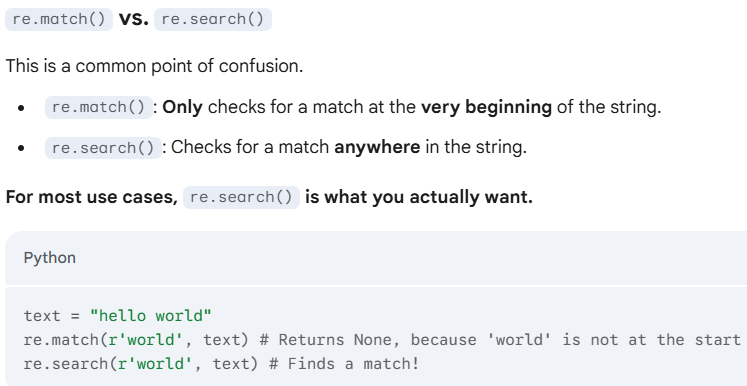 re.match() vs. re.search()
This is a common point of confusion.
• re.match(): Only checks for a match at the very beginning of the string.
• re.search(): Checks for a match anywhere in the string.
For most use cases, re.search() is what you actually want.
Python
text = "hello world"
re.match(r'world', text) # Returns None, because 'world' is not at the start
re.search(r'world', text) # Finds a match!